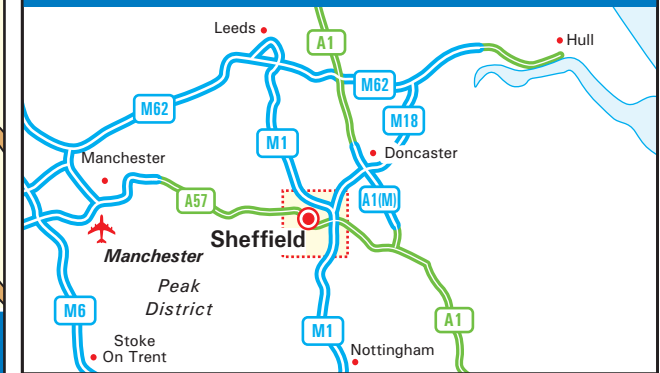 Leeds
A1
Hull
M62
M62
M18
M1
Manchester
Doncaster
A57
A1(M)
Sheffield
Manchester
Peak
District
M6
A1
M1
Stoke
On Trent
Nottingham